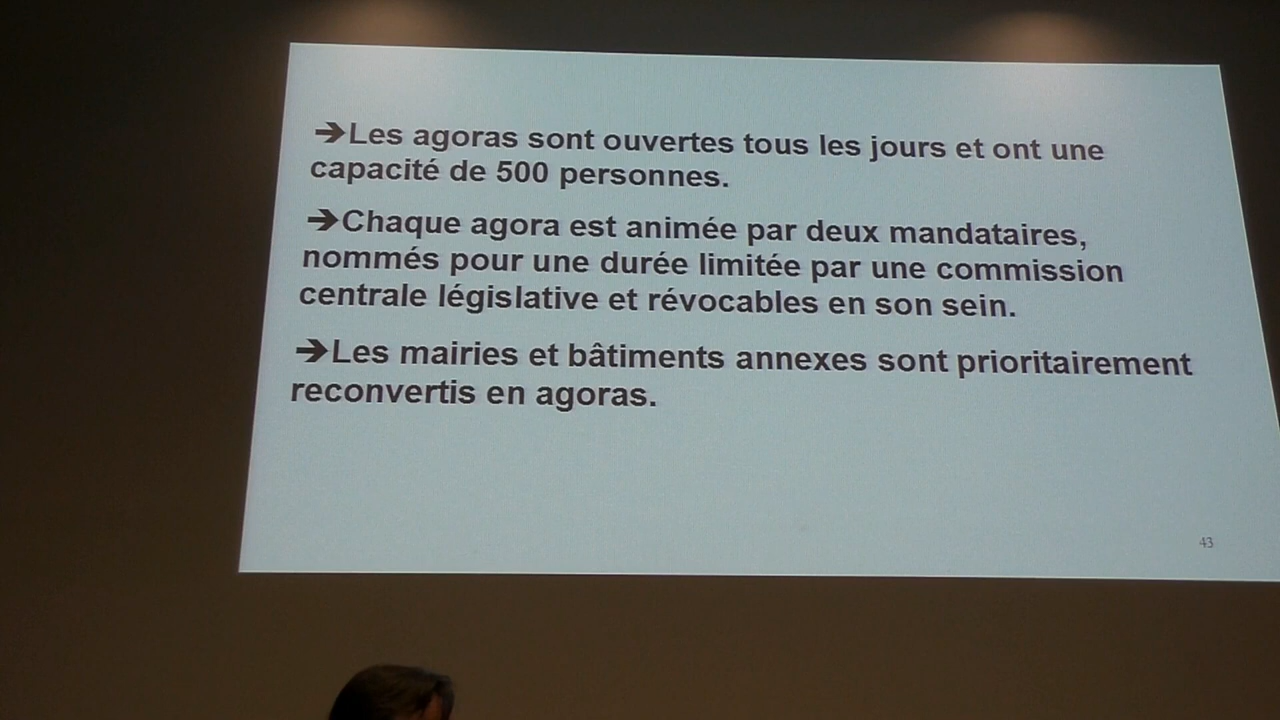 ➔Les agoras sont ouvertes tous les jours et ont une
capacité de 500 personnes.
➔Chaque agora est animée par deux mandataires,
nommés pour une durée limitée par une commission
centrale législative et révocables en son sein.
➔Les mairies et bâtiments annexes sont prioritairement
reconvertis en agoras.
43